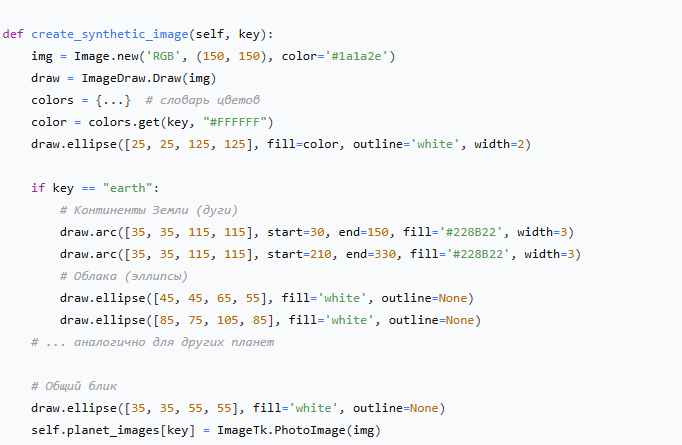 def create_synthetic_image(self, key):
    img = Image.new('RGB', (150, 150), color='#1a1a2e')
    draw = ImageDraw.Draw(img)
    colors = {...}  # словарь цветов
    color = colors.get(key, "#FFFFFF")
    draw.ellipse([25, 25, 125, 125], fill=color, outline='white', width=2)

    if key == "earth":
        # Континенты Земли (дуги)
        draw.arc([35, 35, 115, 115], start=30, end=150, fill='#228B22', width=3)
        draw.arc([35, 35, 115, 115], start=210, end=330, fill='#228B22', width=3)
        # Облака (эллипсы)
        draw.ellipse([45, 45, 65, 55], fill='white', outline=None)
        draw.ellipse([85, 75, 105, 85], fill='white', outline=None)
    # ... аналогично для других планет

    # Общий блик
    draw.ellipse([35, 35, 55, 55], fill='white', outline=None)
    self.planet_images[key] = ImageTk.PhotoImage(img)